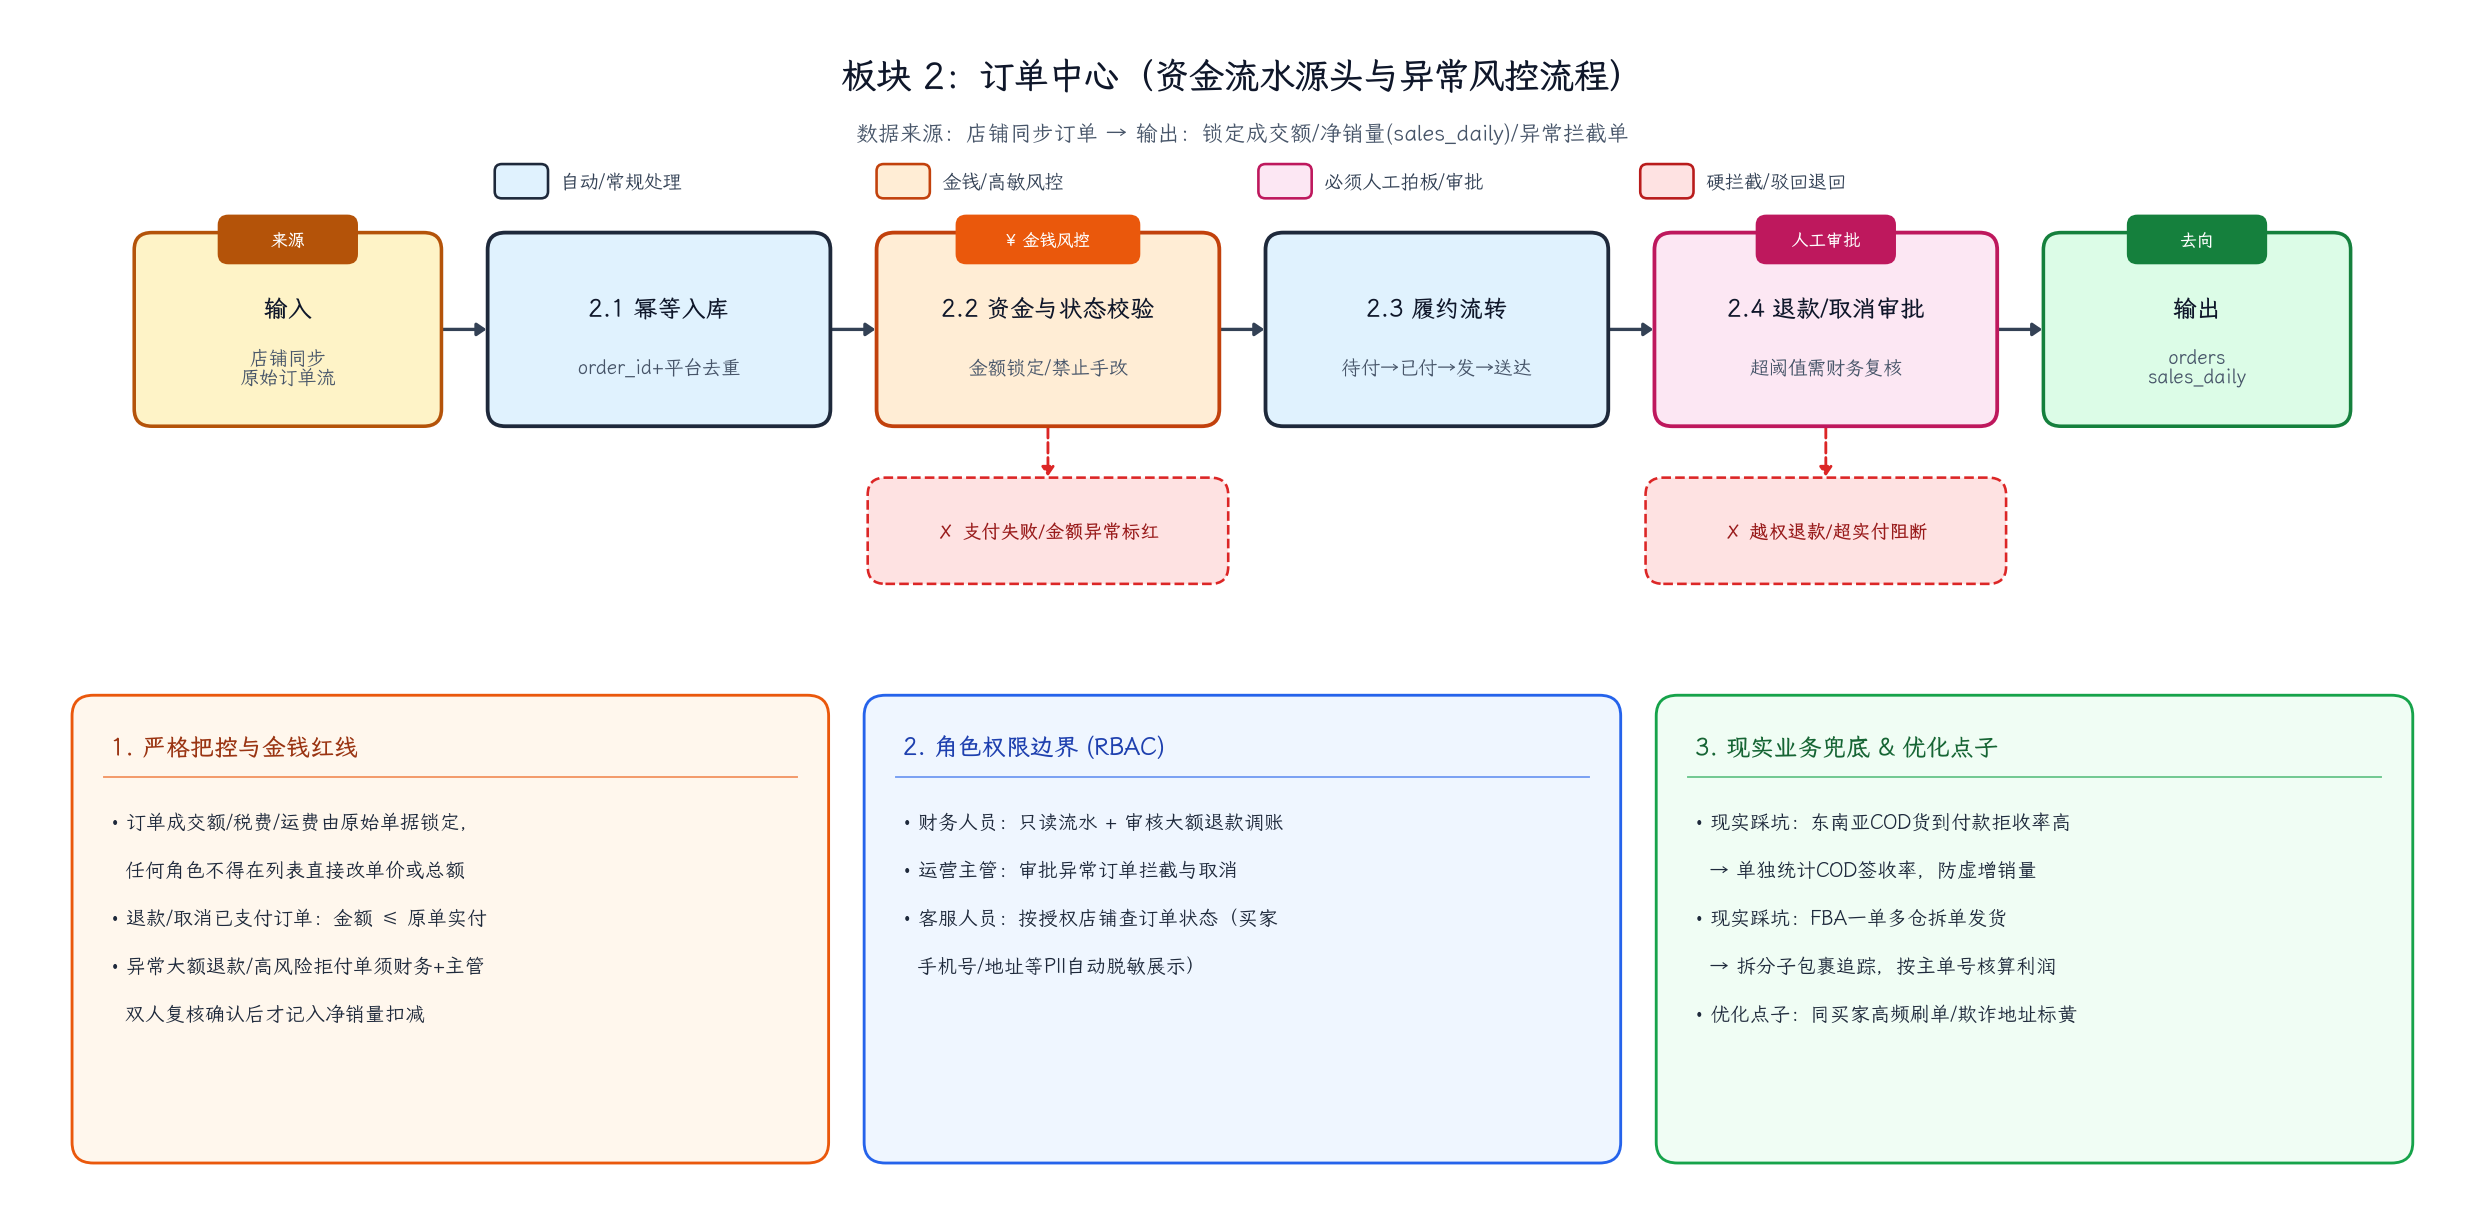 板块 2：订单中心（资金流水源头与异常风控流程）
数据来源：店铺同步订单 → 输出：锁定成交额/净销量(sales_daily)/异常拦截单
自动/常规处理
金钱/高敏风控
必须人工拍板/审批
硬拦截/驳回退回
来源
输入
店铺同步
原始订单流
2.1 幂等入库
order_id+平台去重
¥ 金钱风控
2.2 资金与状态校验
金额锁定/禁止手改
2.3 履约流转
待付→已付→发→送达
人工审批
2.4 退款/取消审批
超阈值需财务复核
去向
输出
orders
sales_daily
X 支付失败/金额异常标红
X 越权退款/超实付阻断
1. 严格把控与金钱红线
• 订单成交额/税费/运费由原始单据锁定，
任何角色不得在列表直接改单价或总额
• 退款/取消已支付订单：金额 ≤ 原单实付
• 异常大额退款/高风险拒付单须财务+主管
双人复核确认后才记入净销量扣减
2. 角色权限边界 (RBAC)
• 财务人员：只读流水 + 审核大额退款调账
• 运营主管：审批异常订单拦截与取消
• 客服人员：按授权店铺查订单状态（买家
手机号/地址等PII自动脱敏展示）
3. 现实业务兜底 & 优化点子
• 现实踩坑：东南亚COD货到付款拒收率高
→ 单独统计COD签收率，防虚增销量
• 现实踩坑：FBA一单多仓拆单发货
→ 拆分子包裹追踪，按主单号核算利润
• 优化点子：同买家高频刷单/欺诈地址标黄